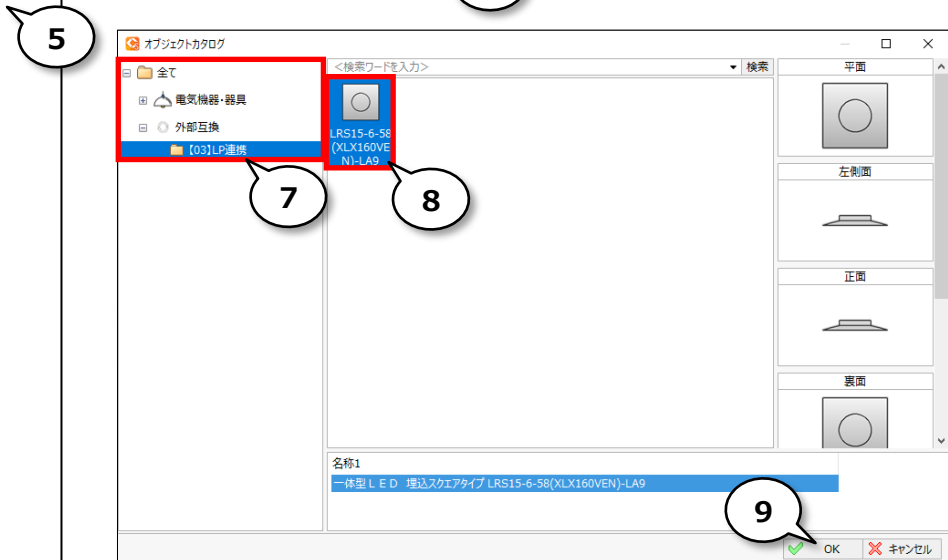 5
オブジェクトカタログ
全て
電気機器・器具
外部互換
【03】LP連携
<検索ワードを入力>
検索
LRS15-6-58
(XLX160VE
N)-LA9
7
8
平面
左側面
正面
裏面
名称1
一体型ＬＥＤ 埋込スクエアタイプ LRS15-6-58(XLX160VEN)-LA9
9
OK
キャンセル